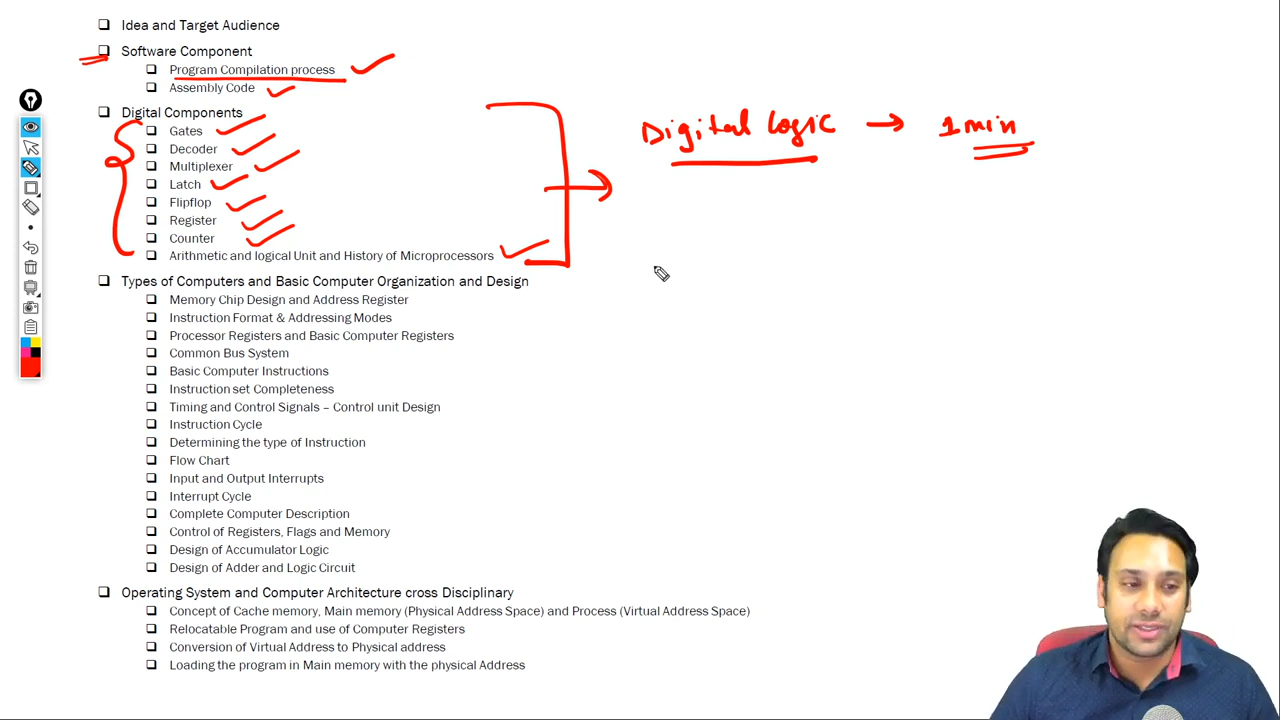 Idea and Target Audience
Software Component
Program Compilation process
Assembly Code
Digital Components
Gates
Decoder
Multiplexer
Latch
Flipflop
Register
Counter
Arithmetic and logical Unit and History of Microprocessors
Digital Logic → 1 min
Types of Computers and Basic Computer Organization and Design
Memory Chip Design and Address Register
Instruction Format & Addressing Modes
Processor Registers and Basic Computer Registers
Common Bus System
Basic Computer Instructions
Instruction set Completeness
Timing and Control Signals – Control unit Design
Instruction Cycle
Determining the type of Instruction
Flow Chart
Input and Output Interrupts
Interrupt Cycle
Complete Computer Description
Control of Registers, Flags and Memory
Design of Accumulator Logic
Design of Adder and Logic Circuit
Operating System and Computer Architecture cross Disciplinary
Concept of Cache memory, Main memory (Physical Address Space) and Process (Virtual Address Space)
Relocatable Program and use of Computer Registers
Conversion of Virtual Address to Physical address
Loading the program in Main memory with the physical Address